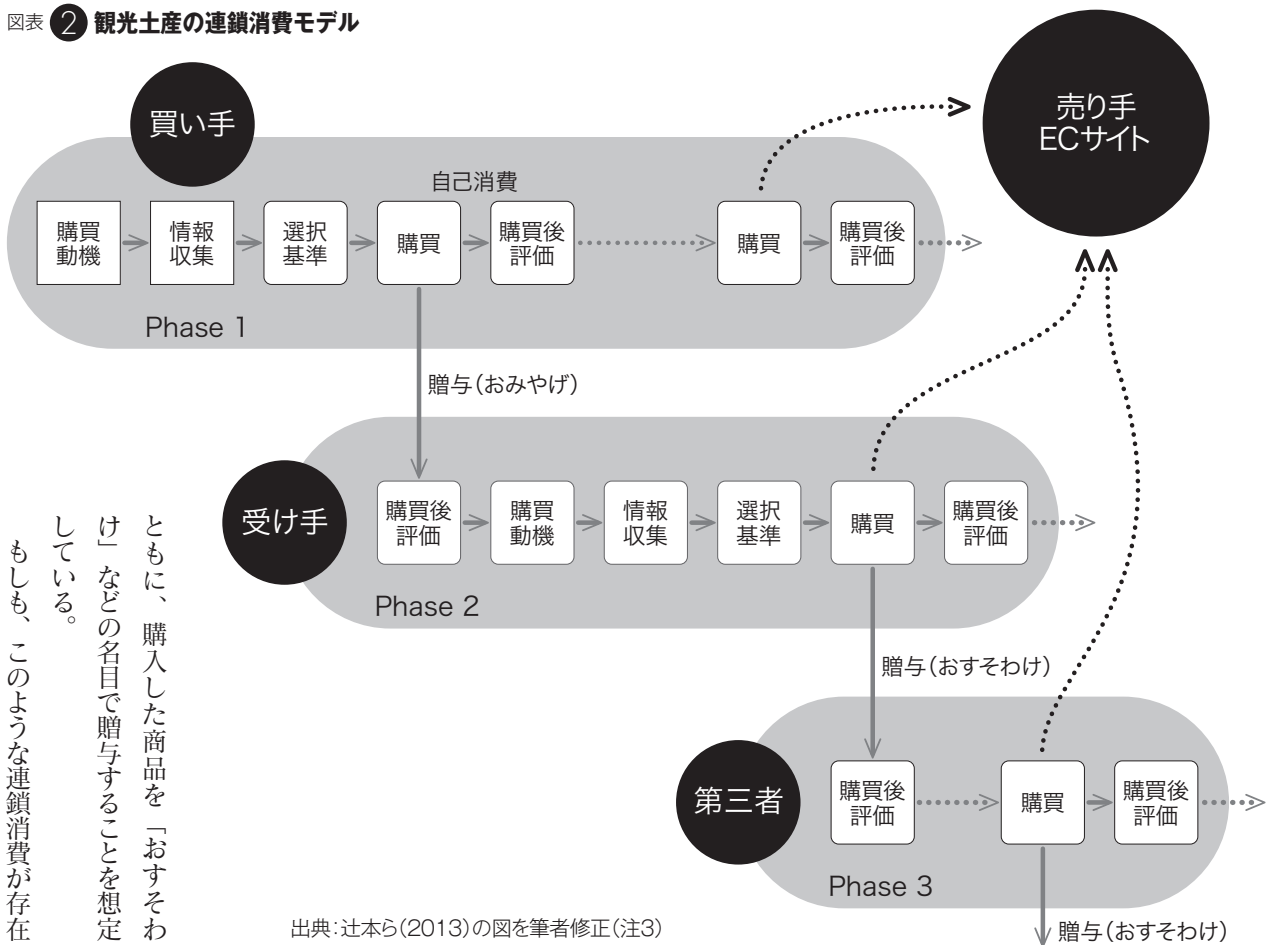 図表 2 観光土産の連鎖消費モデル
買い手
売り手
ECサイト
自己消費
購買
動機
情報
収集
選択
基準
購買
購買後
評価
購買
購買後
評価
Phase 1
贈与(おみやげ)
受け手
購買後
評価
購買
動機
情報
収集
選択
基準
購買
購買後
評価
Phase 2
贈与(おすそわけ)
第三者
購買後
評価
購買
購買後
評価
Phase 3
贈与(おすそわけ)
ともに、購入した商品を「おすそわ
け」などの名目で贈与することを想定
している。
もしも、このような連鎖消費が存在
出典:辻本ら(2013)の図を筆者修正(注3)